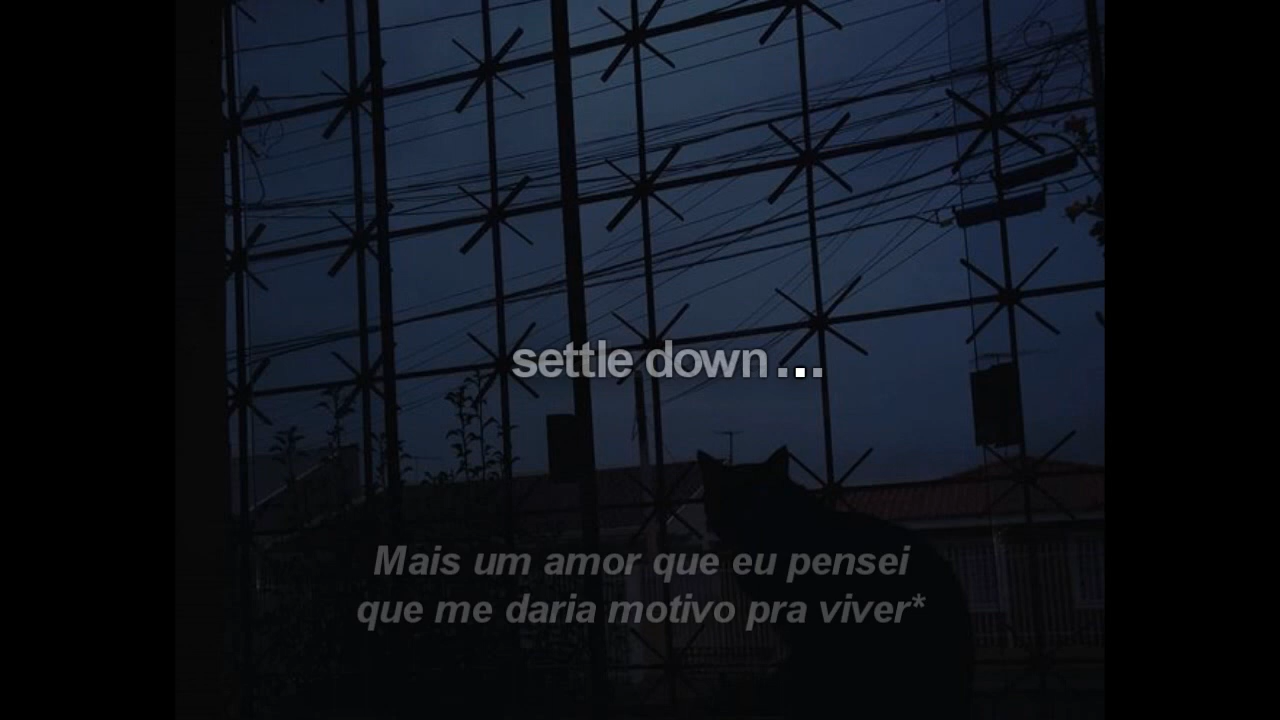 settle down...
Mais um amor que eu pensei
que me daria motivo pra viver*